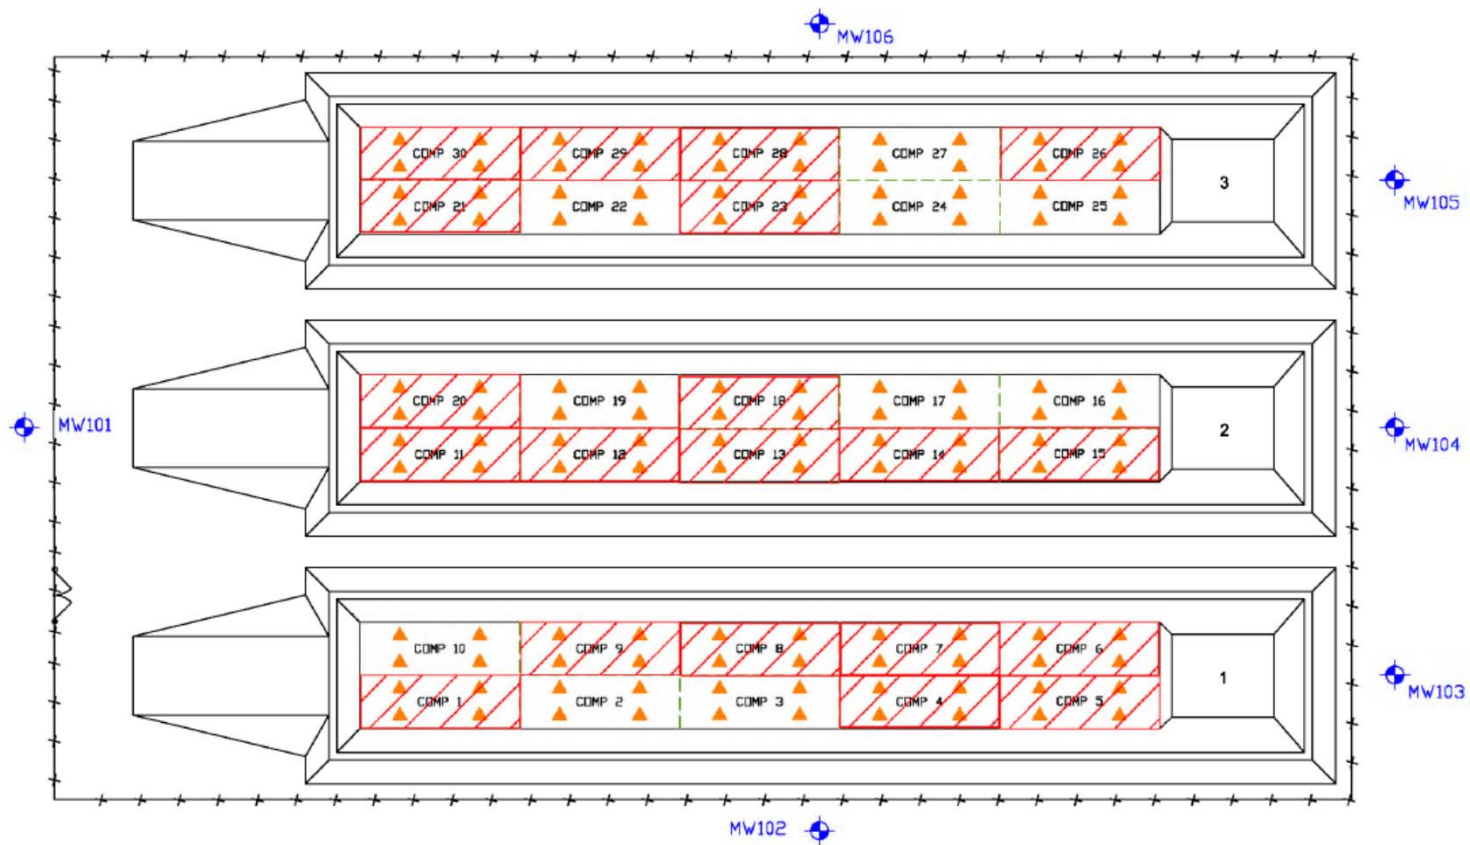 MW106
COMP 30 COMP 29 COMP 28 COMP 27 COMP 26
3
MW105
COMP 21 COMP 22 COMP 23 COMP 24 COMP 25
MW101
COMP 20 COMP 19 COMP 18 COMP 17 COMP 16
2
MW104
COMP 11 COMP 12 COMP 13 COMP 14 COMP 15
COMP 10 COMP 9 COMP 8 COMP 7 COMP 6
1
MW103
COMP 1 COMP 2 COMP 3 COMP 4 COMP 5
MW102